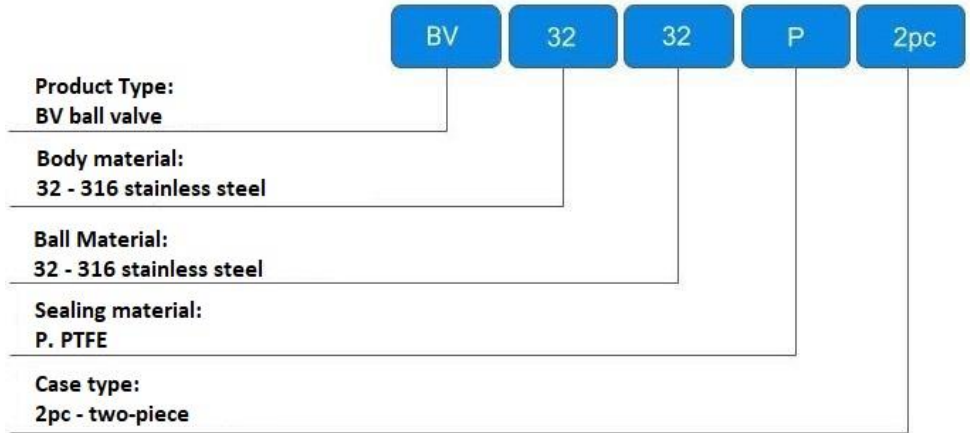 BV 32 32 P 2pc
Product Type:
BV ball valve
Body material:
32 - 316 stainless steel
Ball Material:
32 - 316 stainless steel
Sealing material:
P. PTFE
Case type:
2pc - two-piece